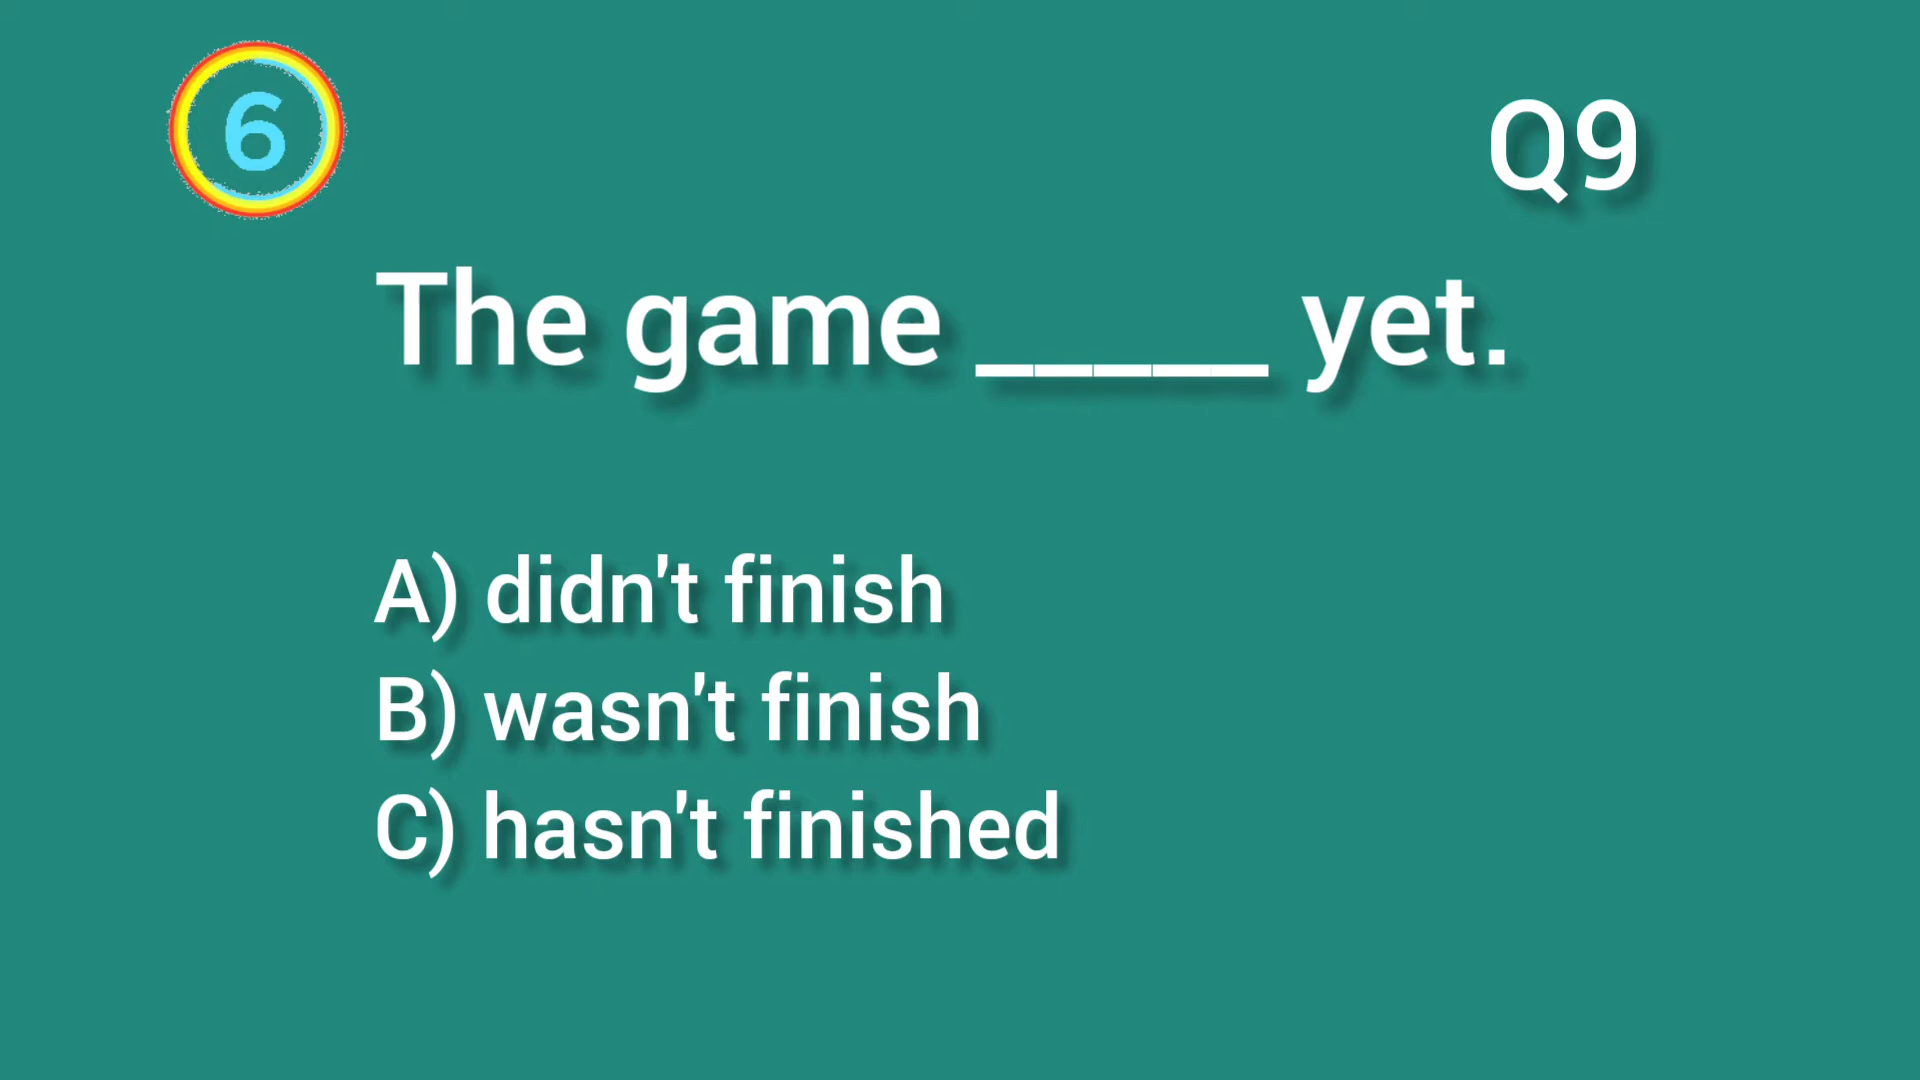 6
Q9
The game _____ yet.
A) didn't finish
B) wasn't finish
C) hasn't finished